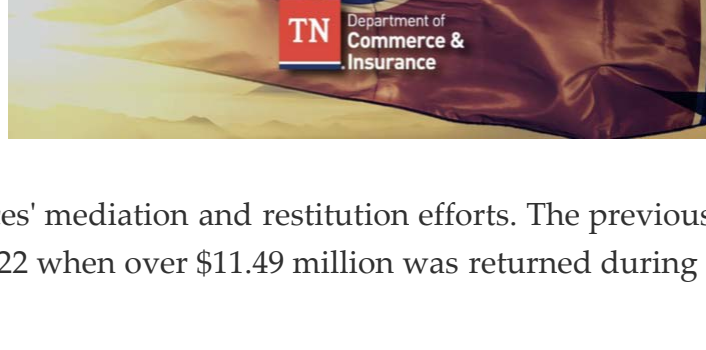 TN
Department of
Commerce &
Insurance
mediation and restitution efforts. The previous
22 when over $11.49 million was returned during